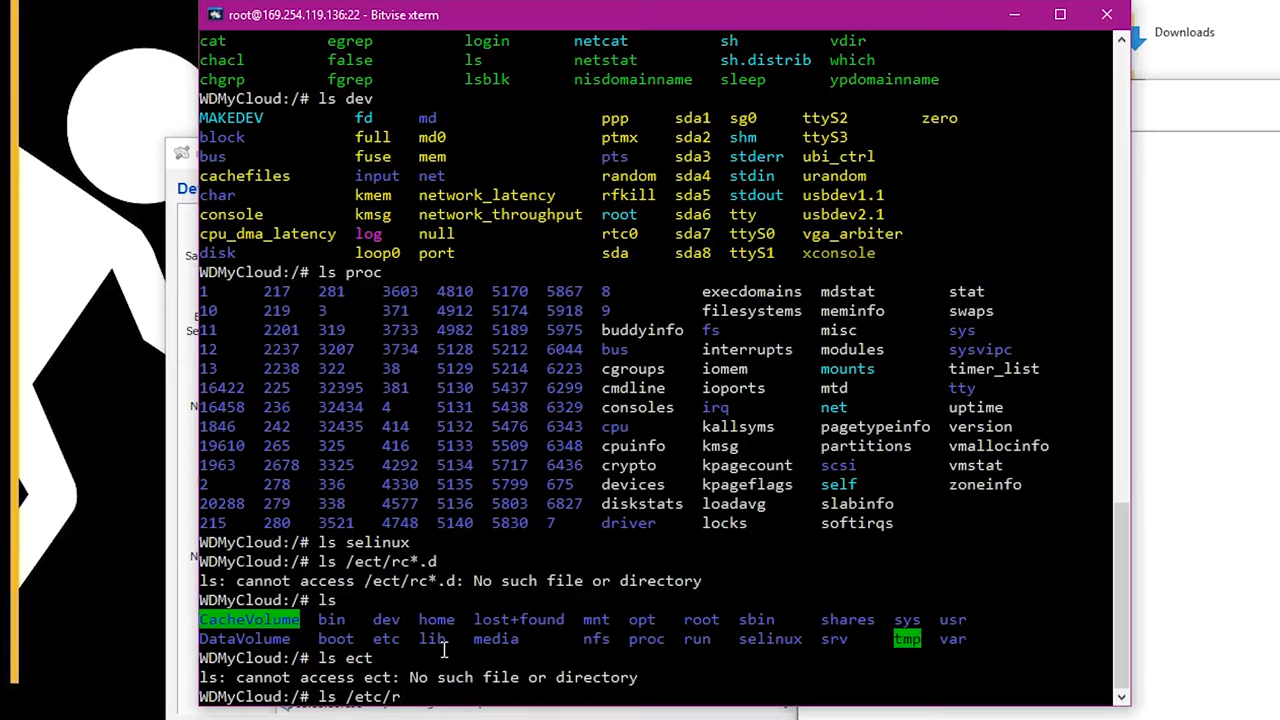 root@169.254.119.136:22 - Bitvise xterm
Downloads
cat egrep login netcat sh vdir
chacl false ls netstat sh.distrib which
chgrp fgrep lsblk nisdomainname sleep ypdomainname
WDMyCloud:/# ls dev
MAKEDEV fd md ppp sda1 sg0 ttyS2 zero
block full md0 ptmx sda2 shm ttyS3
bus fuse mem pts sda3 stderr ubi_ctrl
cachefiles input net random sda4 stdin urandom
char kmem network_latency rfkill sda5 stdout usbdev1.1
console kmsg network_throughput root sda6 tty usbdev2.1
cpu_dma_latency log null rtc0 sda7 ttyS0 vga_arbiter
disk loop0 port sda sda8 ttyS1 xconsole
WDMyCloud:/# ls proc
1 217 281 3603 4810 5170 5867 8 execdomains mdstat stat
10 219 3 371 4912 5174 5918 9 filesystems meminfo swaps
11 2201 319 3733 4982 5189 5975 buddyinfo fs misc sys
12 2237 3207 3734 5128 5212 6044 bus interrupts modules sysvipc
13 2238 322 38 5129 5214 6223 cgroups iomem mounts timer_list
16422 225 32395 381 5130 5437 6299 cmdline ioports mtd tty
16458 236 32434 4 5131 5438 6329 consoles irq net uptime
1846 242 32435 414 5132 5476 6343 cpu kallsyms pagetypeinfo version
19610 265 325 416 5133 5509 6348 cpuinfo kmsg partitions vmallocinfo
1963 2678 3325 4292 5134 5717 6436 crypto kpagecount scsi vmstat
2 278 336 4330 5135 5799 675 devices kpageflags self zoneinfo
20288 279 338 4577 5136 5803 6827 diskstats loadavg slabinfo
215 280 3521 4748 5140 5830 7 driver locks softirqs
WDMyCloud:/# ls selinux
WDMyCloud:/# ls /ect/rc*.d
ls: cannot access /ect/rc*.d: No such file or directory
WDMyCloud:/# ls
CacheVolume bin dev home lost+found mnt opt root sbin shares sys usr
DataVolume boot etc lib media nfs proc run selinux srv tmp var
WDMyCloud:/# ls ect
ls: cannot access ect: No such file or directory
WDMyCloud:/# ls /etc/r